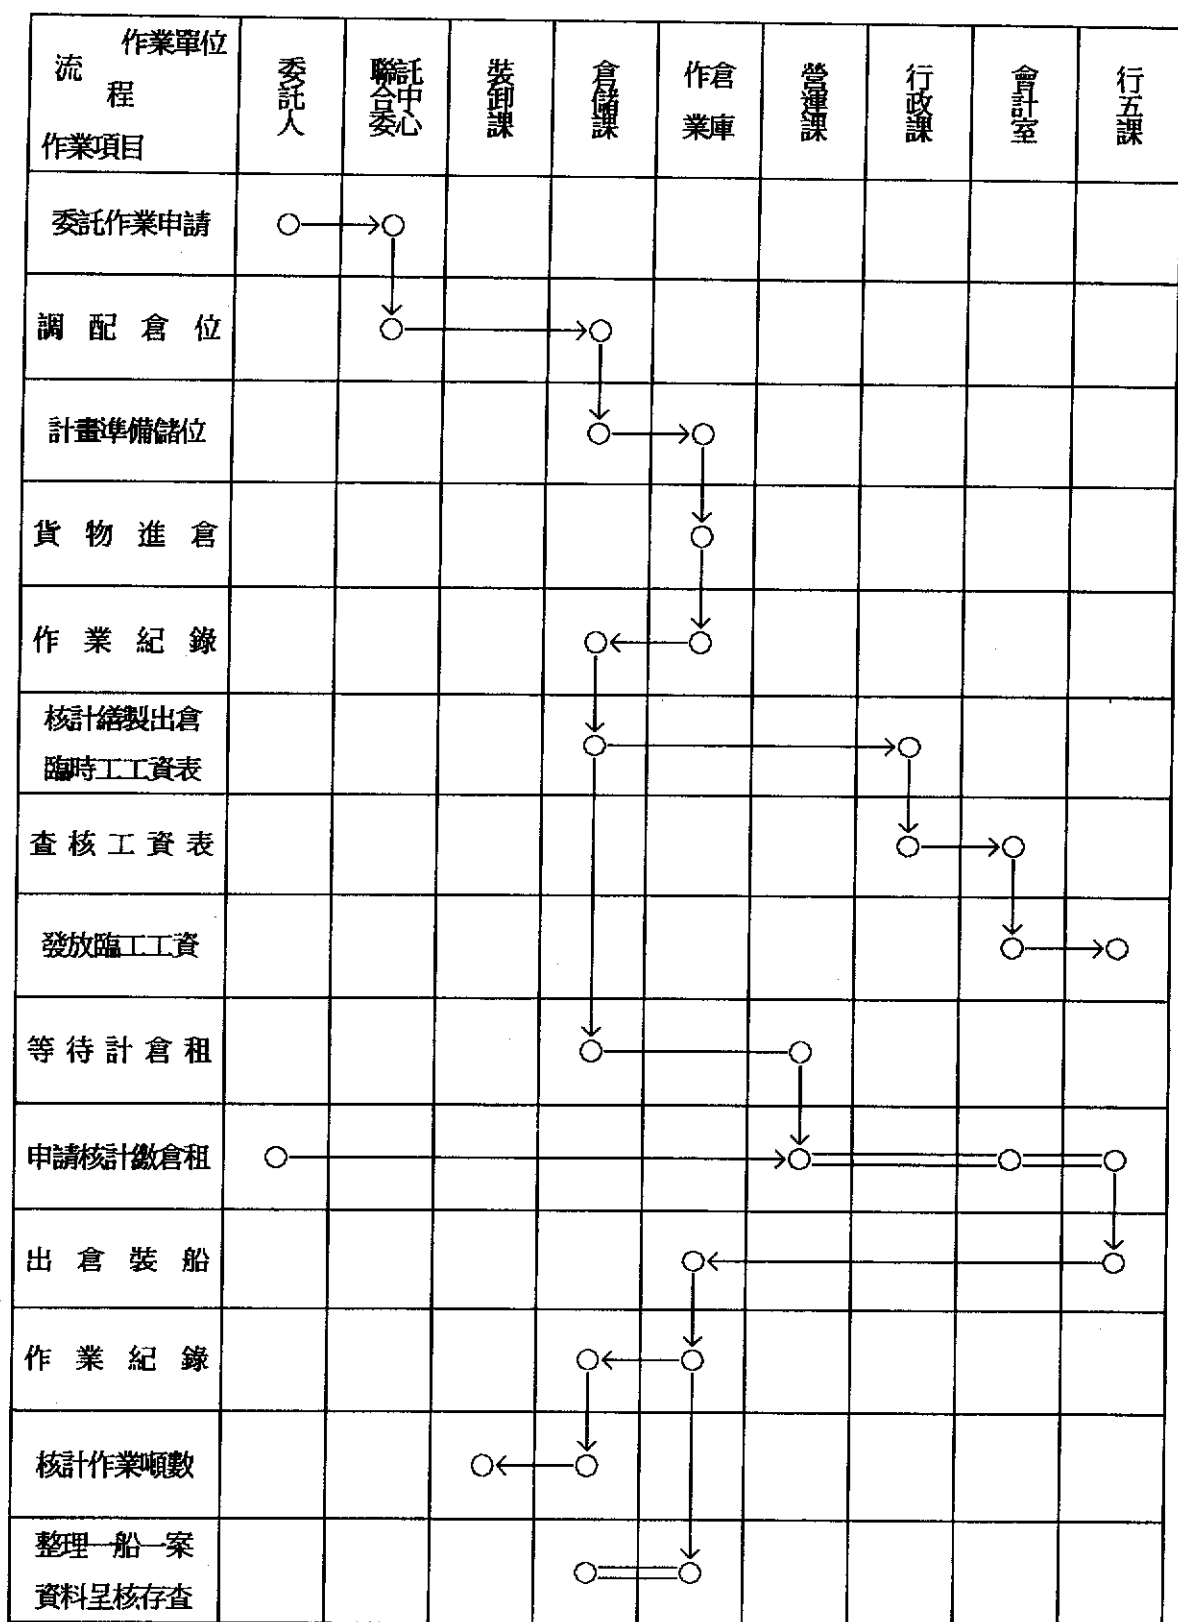 作業單位
流
程
作業項目
委託人
聯合委託中心
裝卸課
倉儲課
倉庫作業
營運課
行政課
會計室
行五課
委託作業申請
調配倉位
計畫準備儲位
貨物進倉
作業紀錄
核計繕製出倉
臨時工工資表
查核工資表
發放臨工工資
等待計倉租
申請核計繳倉租
出倉裝船
作業紀錄
核計作業噸數
整理一船一案
資料呈核存查